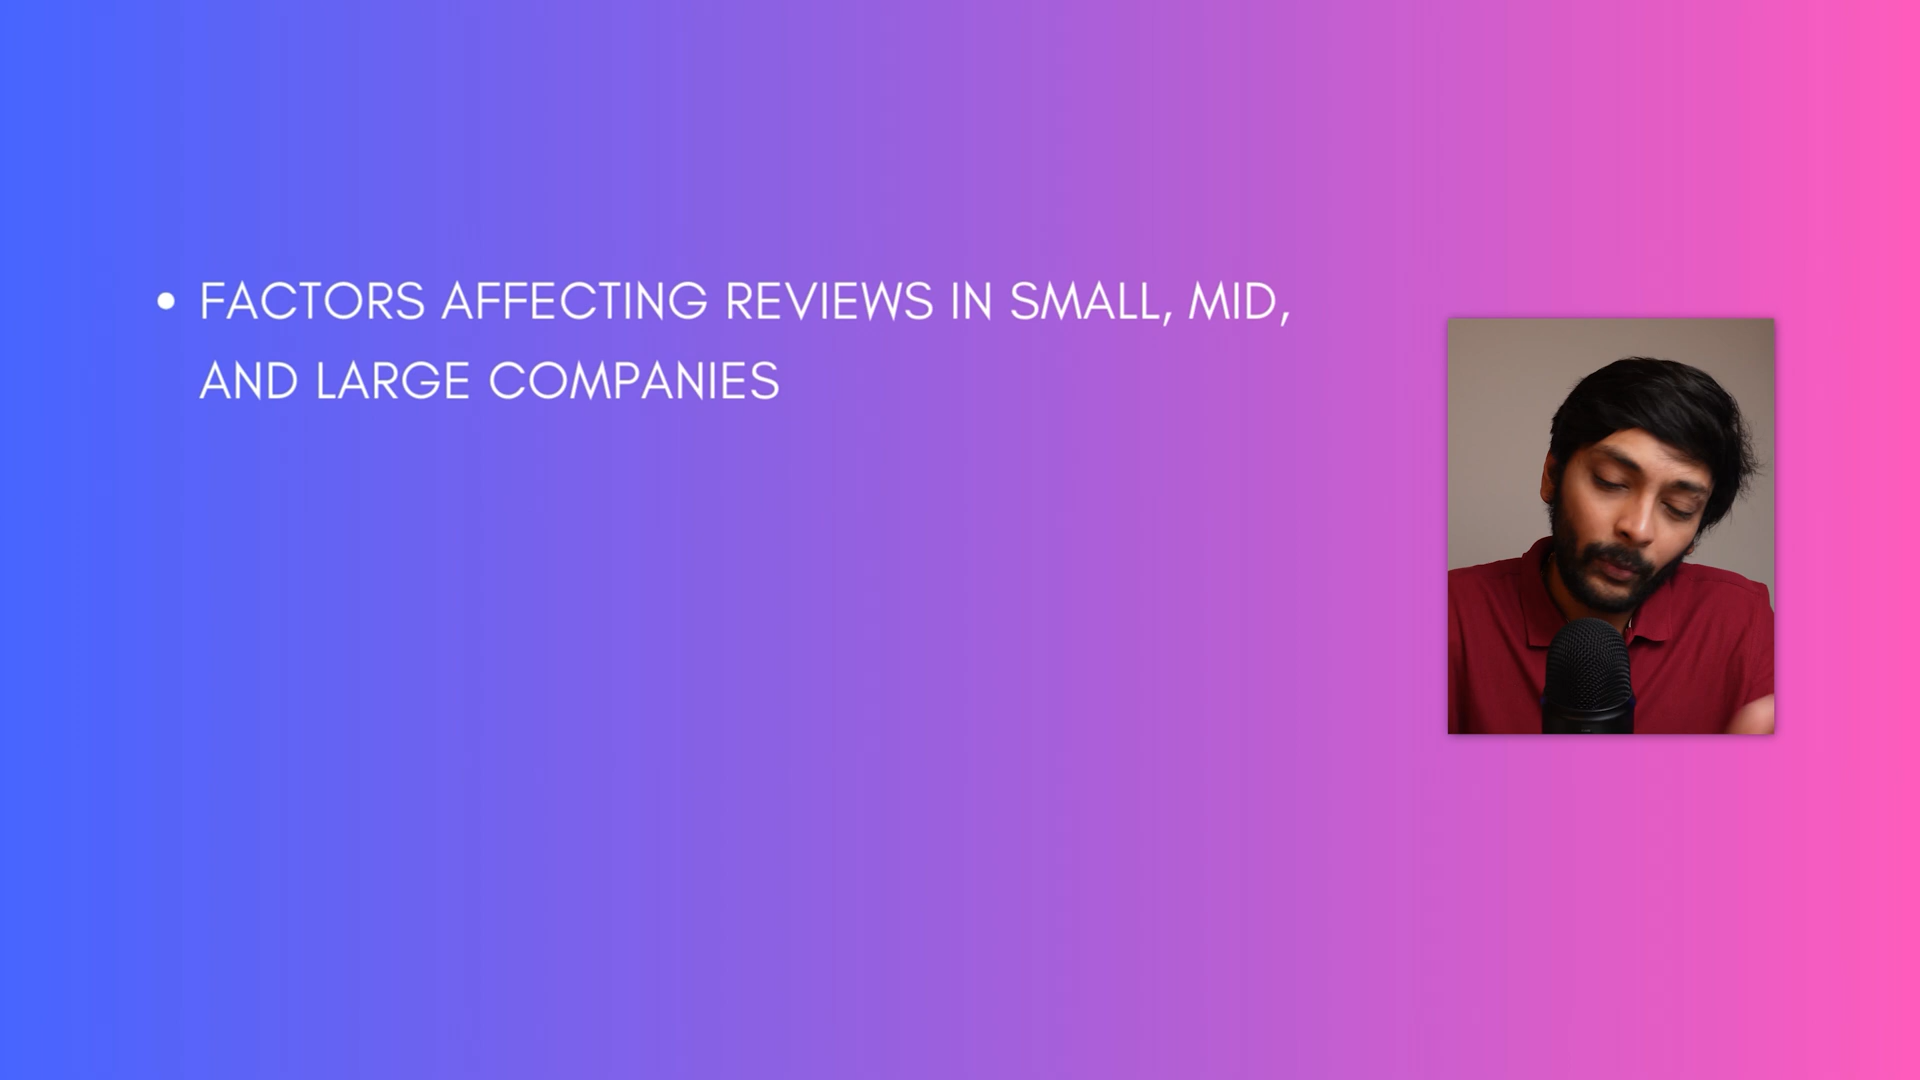 • FACTORS AFFECTING REVIEWS IN SMALL, MID,
AND LARGE COMPANIES